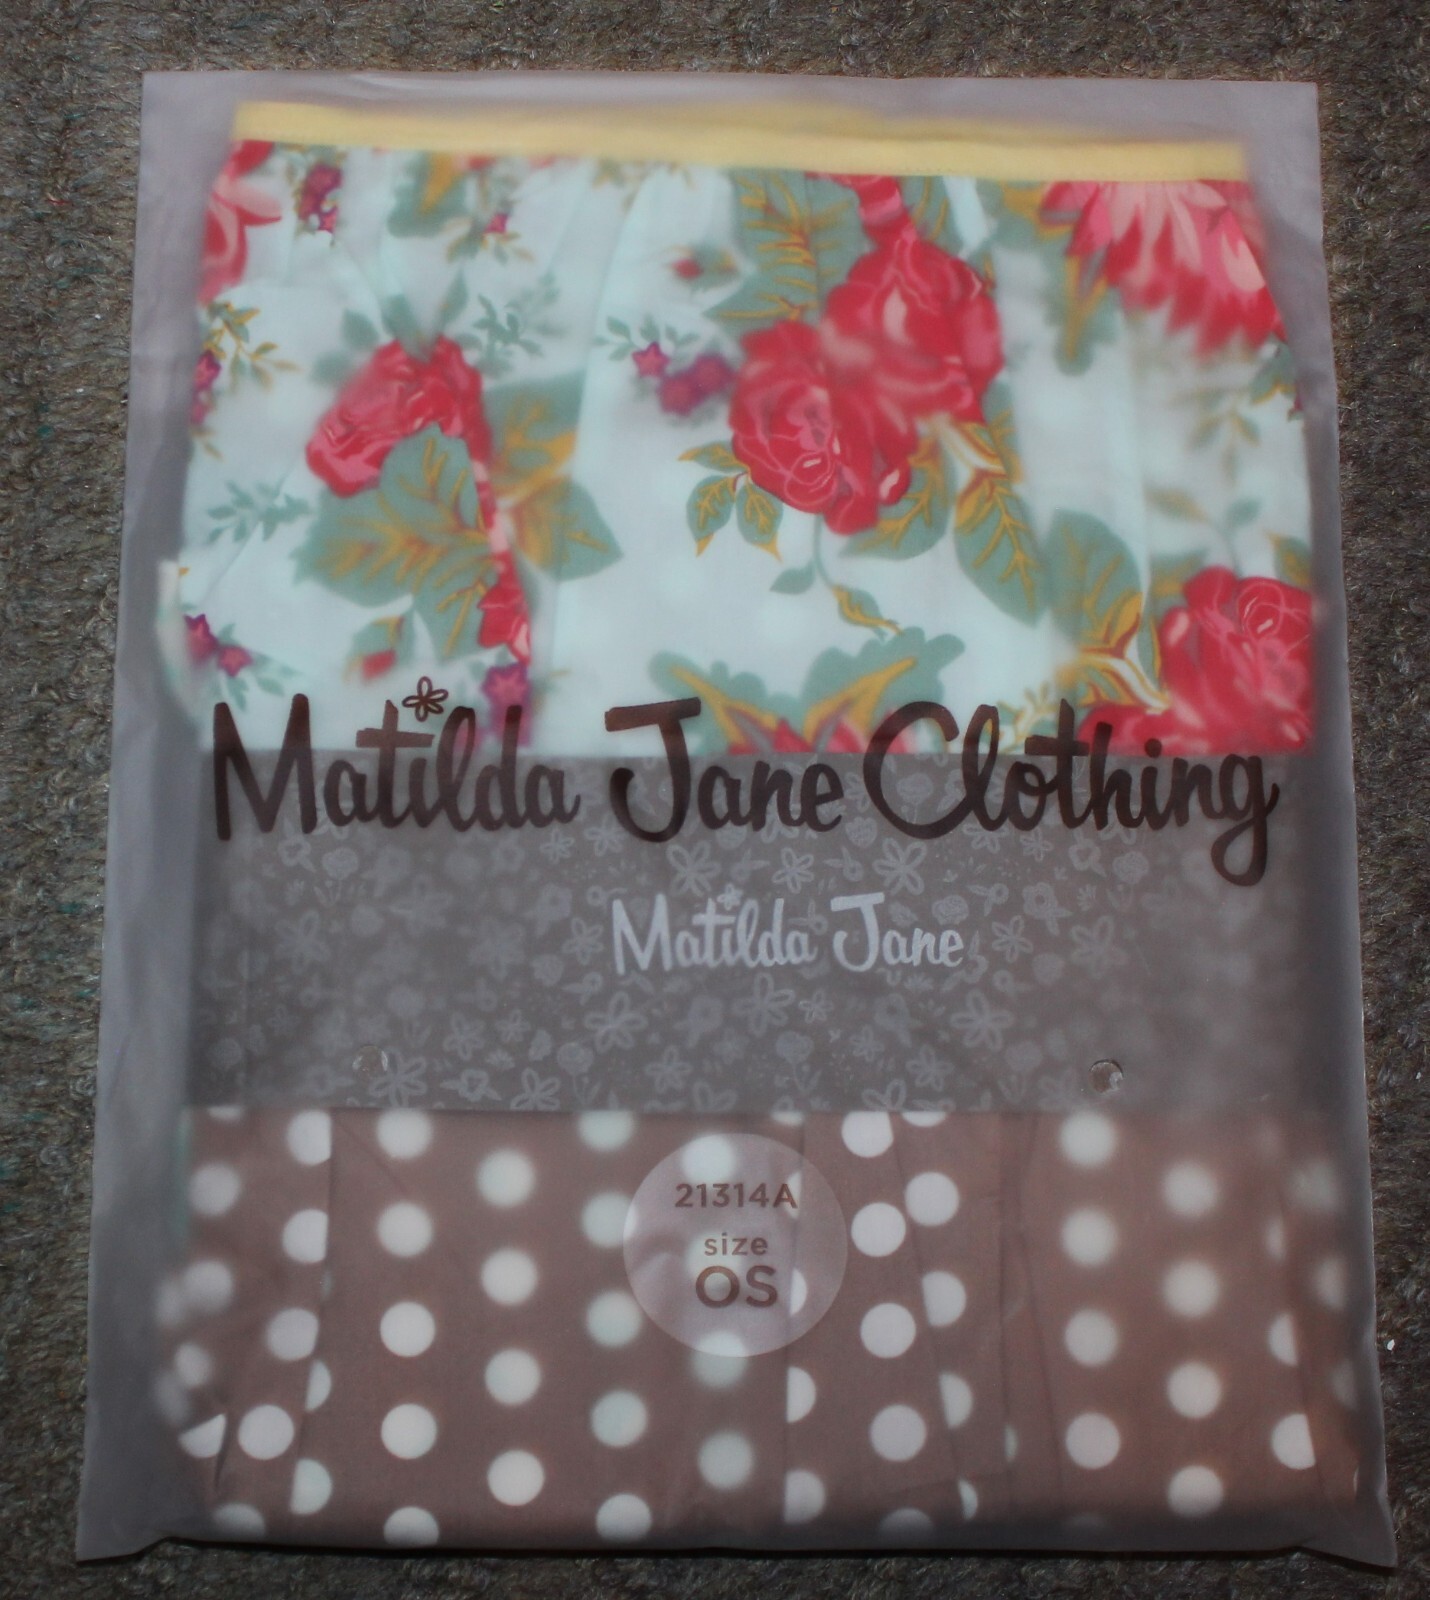 Matilda Jane Clothing
Matilda Jane
21314A
size
OS